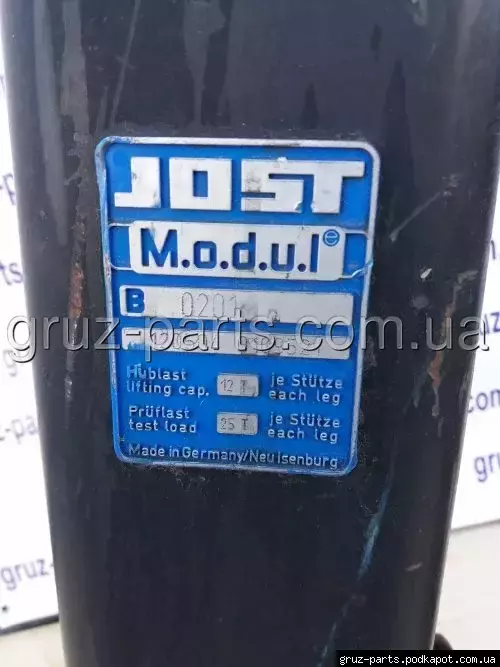 JOST
M.o.d.u.l e
B 0201
gruz-parts.com.ua
Hublast je Stütze
lifting cap. 12 T. each leg
Prüflast je Stütze
test load 25 T. each leg
Made in Germany/Neu Isenburg
gruz-parts.podkapot.com.ua